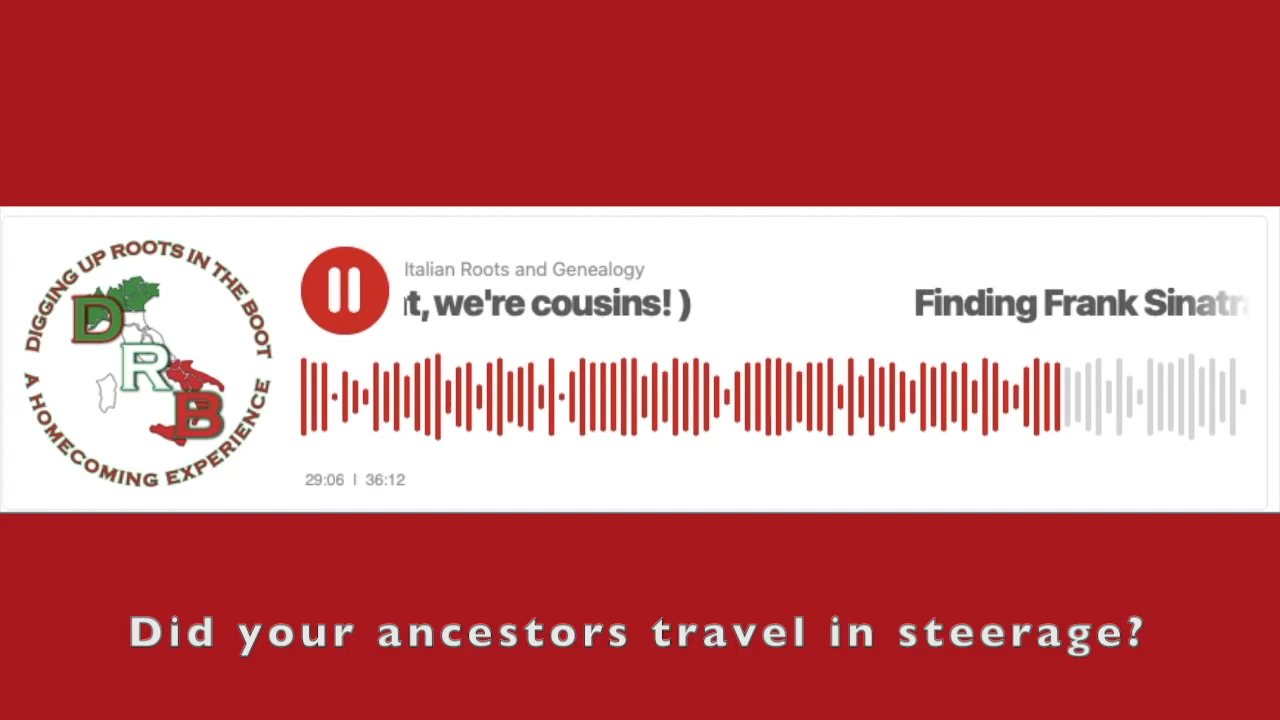 DIGGING UP ROOTS IN THE BOOT
D
R
B
A HOMECOMING EXPERIENCE
Italian Roots and Genealogy
t, we're cousins! ) Finding Frank Sinatra
29:06 | 36:12
Did your ancestors travel in steerage?